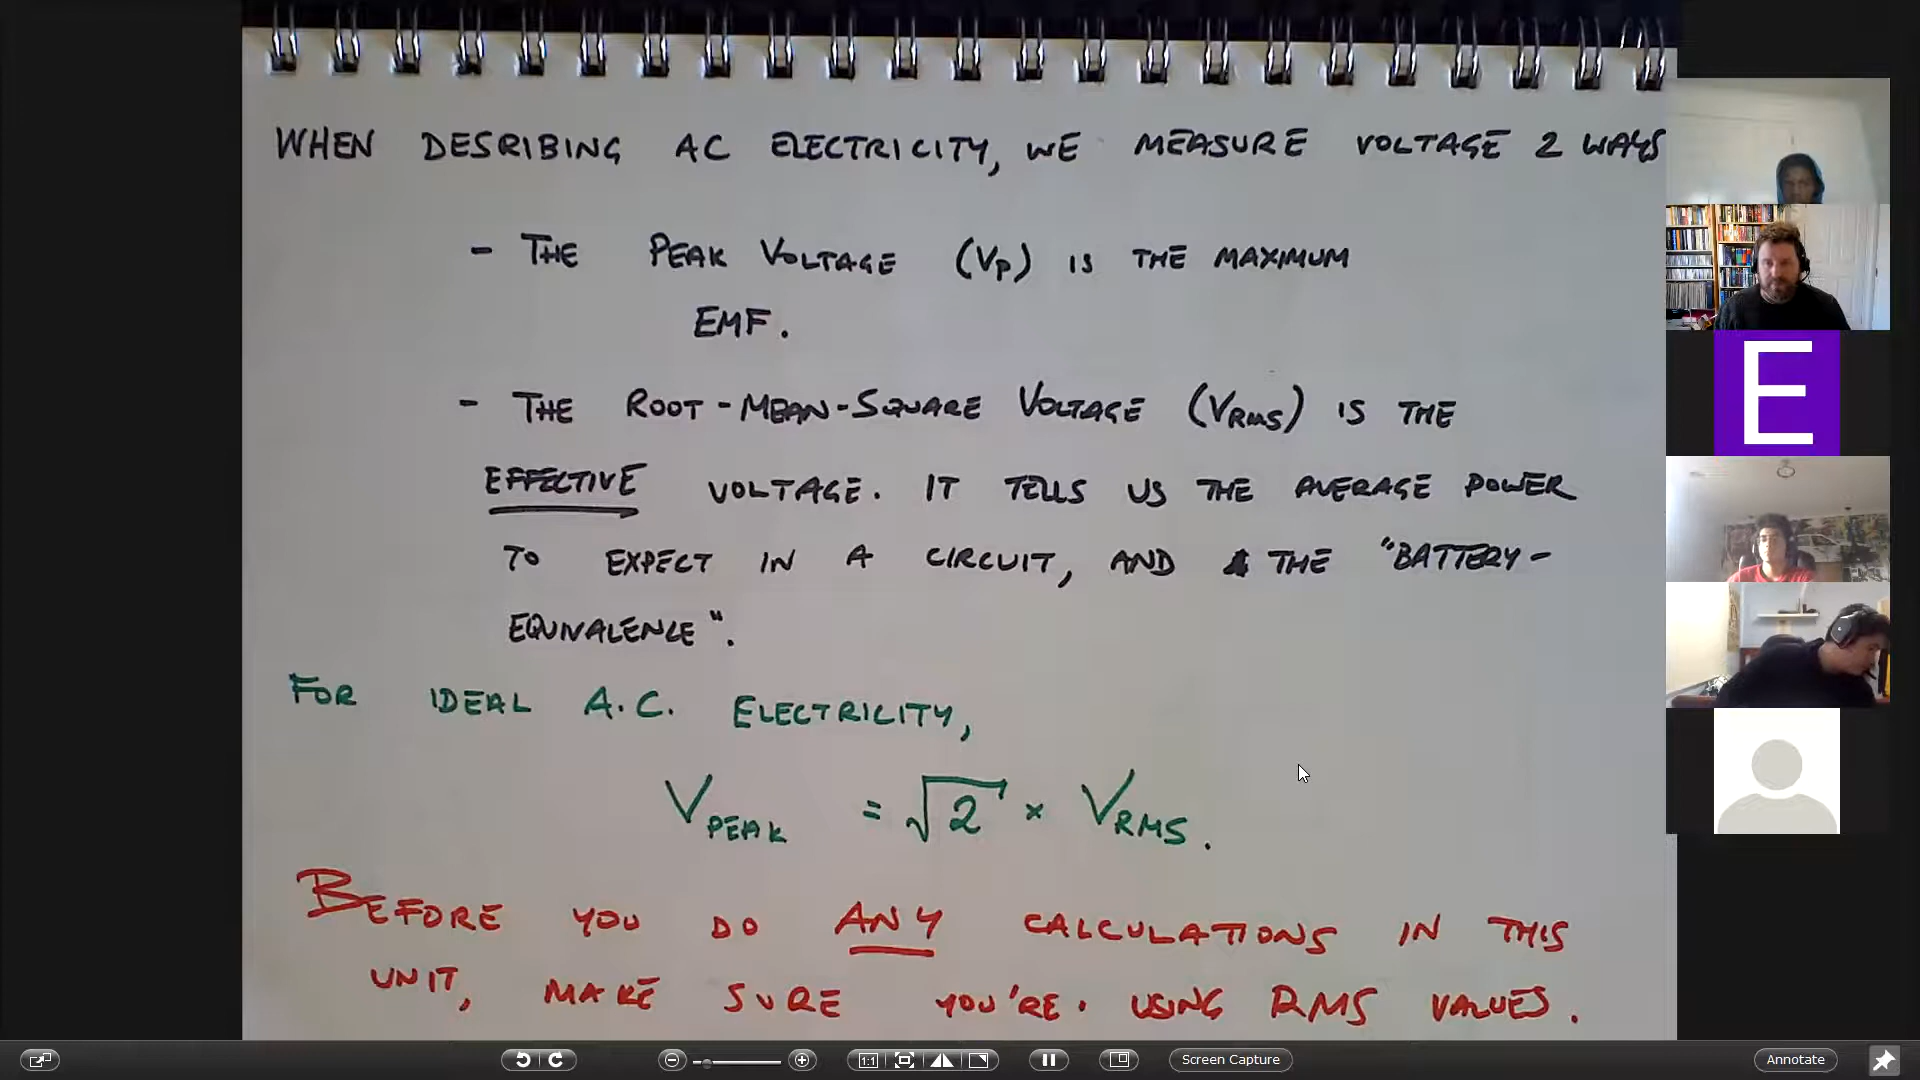 WHEN DESRIBING AC ELECTRICITY, WE MEASURE VOLTAGE 2 WAYS
- THE PEAK VOLTAGE (VP) IS THE MAXIMUM
EMF.
- THE ROOT-MEAN-SQUARE VOLTAGE (VRMS) IS THE
EFFECTIVE VOLTAGE. IT TELLS US THE AVERAGE POWER
TO EXPECT IN A CIRCUIT, AND THE "BATTERY-
EQUIVALENCE".
FOR IDEAL A.C. ELECTRICITY,
VPEAK = √2 × VRMS.
BEFORE YOU DO ANY CALCULATIONS IN THIS
UNIT, MAKE SURE YOU'RE. USING RMS VALUES.
E
1:1
Screen Capture
Annotate